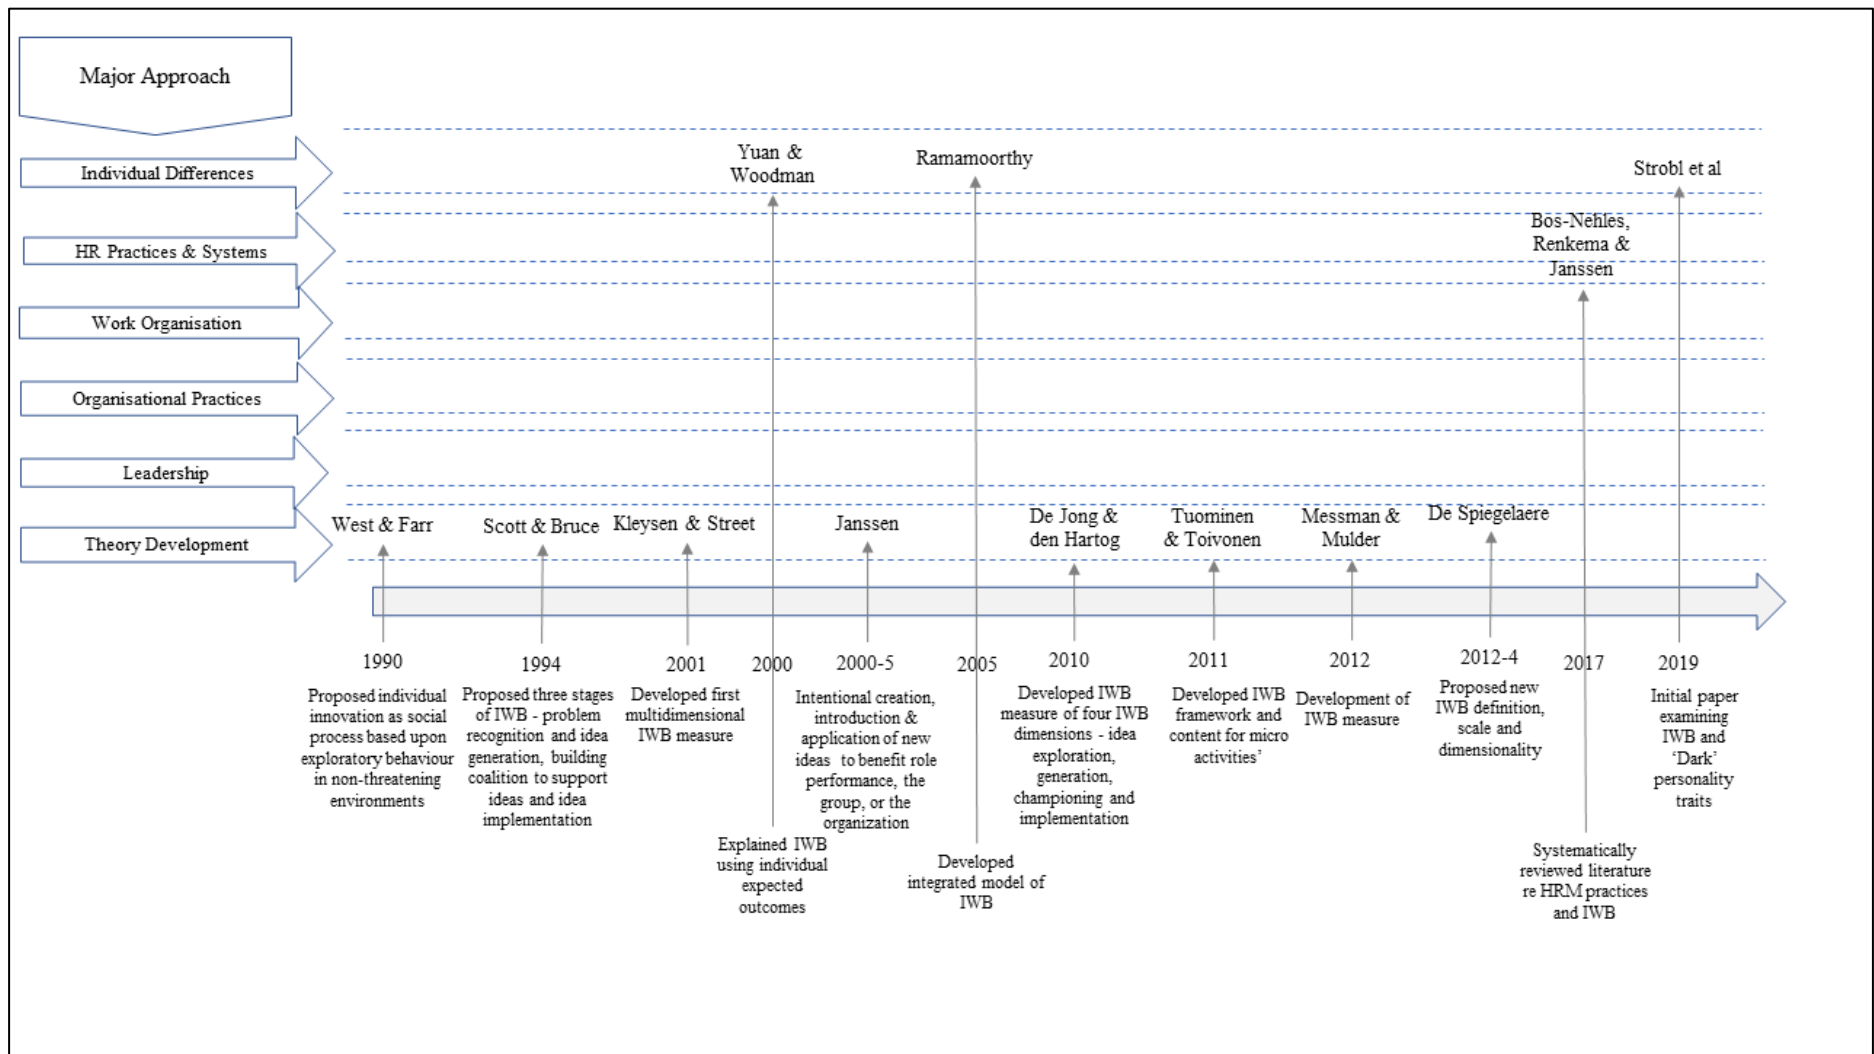 Major Approach
Individual Differences
HR Practices & Systems
Work Organisation
Organisational Practices
Leadership
Theory Development
West & Farr
Scott & Bruce
Kleysen & Street
Yuan &
Woodman
Janssen
Ramamoorthy
De Jong &
den Hartog
Tuominen
& Toivonen
Messman &
Mulder
De Spiegelaere
Bos-Nehles,
Renkema &
Janssen
Strobl et al
1990
Proposed individual
innovation as social
process based upon
exploratory behaviour
in non-threatening
environments
1994
Proposed three stages
of IWB - problem
recognition and idea
generation, building
coalition to support
ideas and idea
implementation
2001
Developed first
multidimensional
IWB measure
2000
Explained IWB
using individual
expected
outcomes
2000-5
Intentional creation,
introduction &
application of new
ideas to benefit role
performance, the
group, or the
organization
2005
Developed
integrated model of
IWB
2010
Developed IWB
measure of four IWB
dimensions - idea
exploration,
generation,
championing and
implementation
2011
Developed IWB
framework and
content for micro
activities’
2012
Development of
IWB measure
2012-4
Proposed new
IWB definition,
scale and
dimensionality
2017
Systematically
reviewed literature
re HRM practices
and IWB
2019
Initial paper
examining
IWB and
‘Dark’
personality
traits